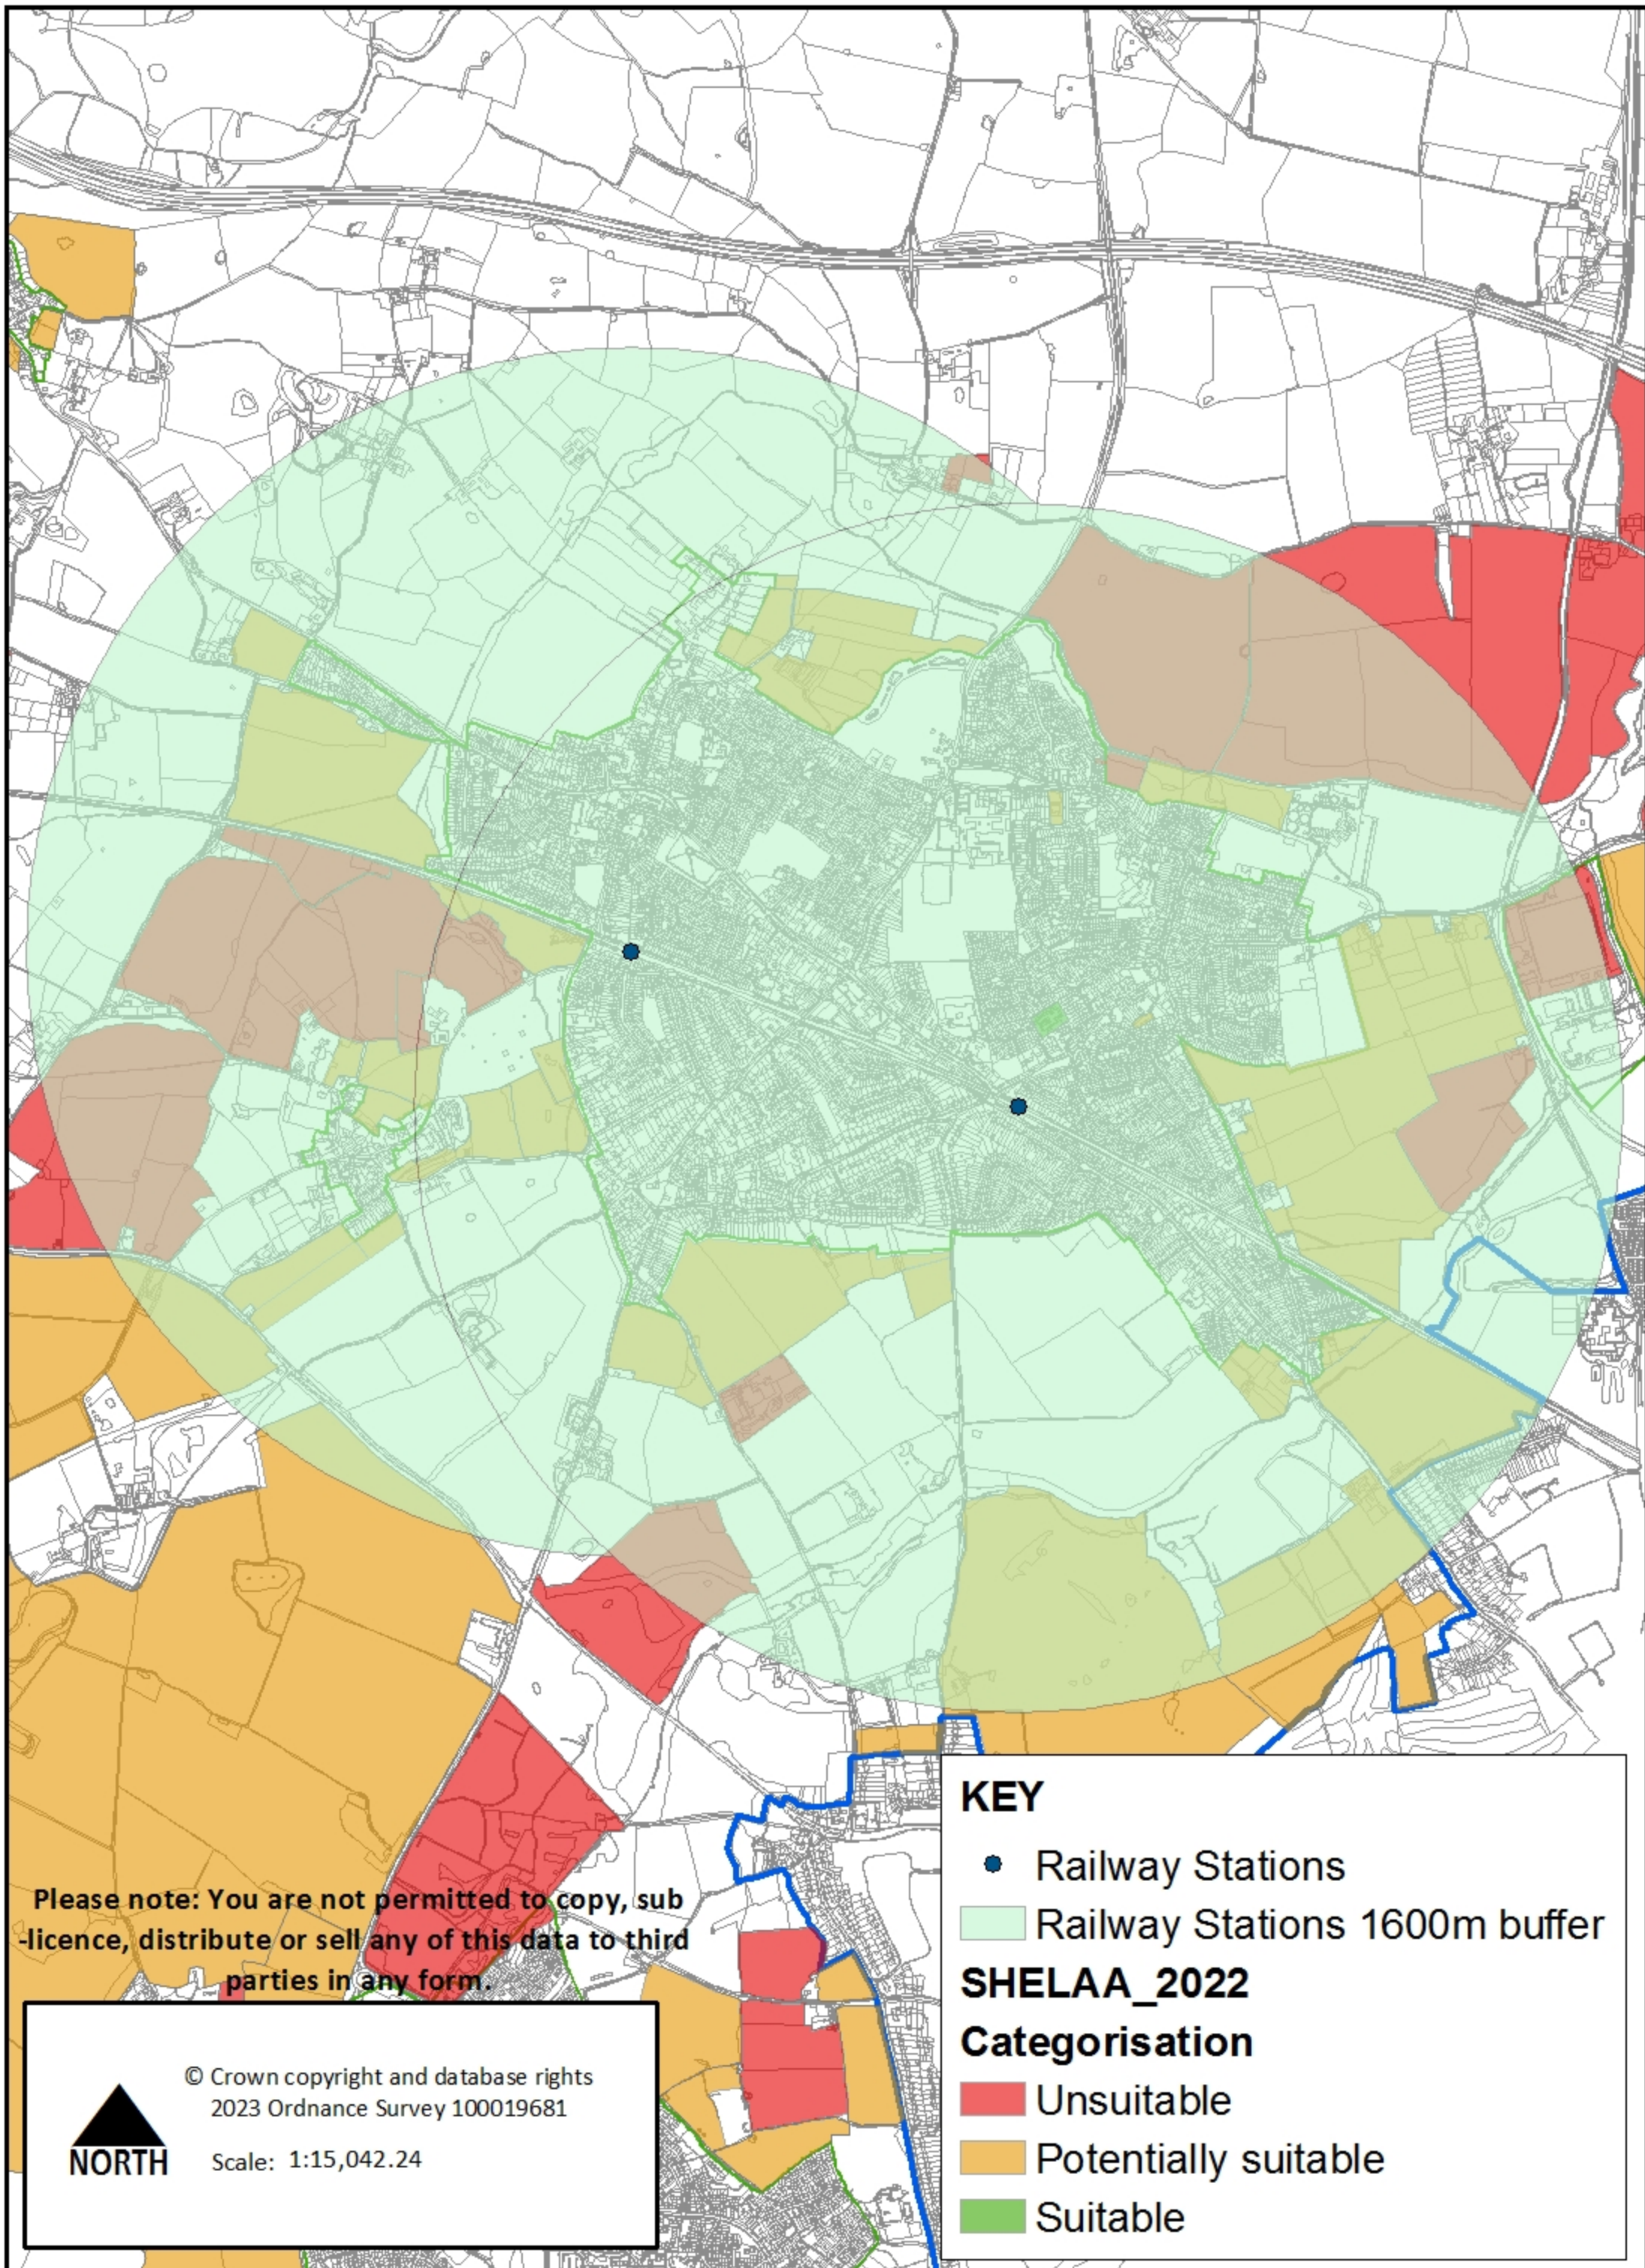 Please note: You are not permitted to copy, sub
-licence, distribute or sell any of this data to third
parties in any form.
© Crown copyright and database rights
2023 Ordnance Survey 100019681
Scale: 1:15,042.24
NORTH
KEY
Railway Stations
Railway Stations 1600m buffer
SHELAA_2022
Categorisation
Unsuitable
Potentially suitable
Suitable